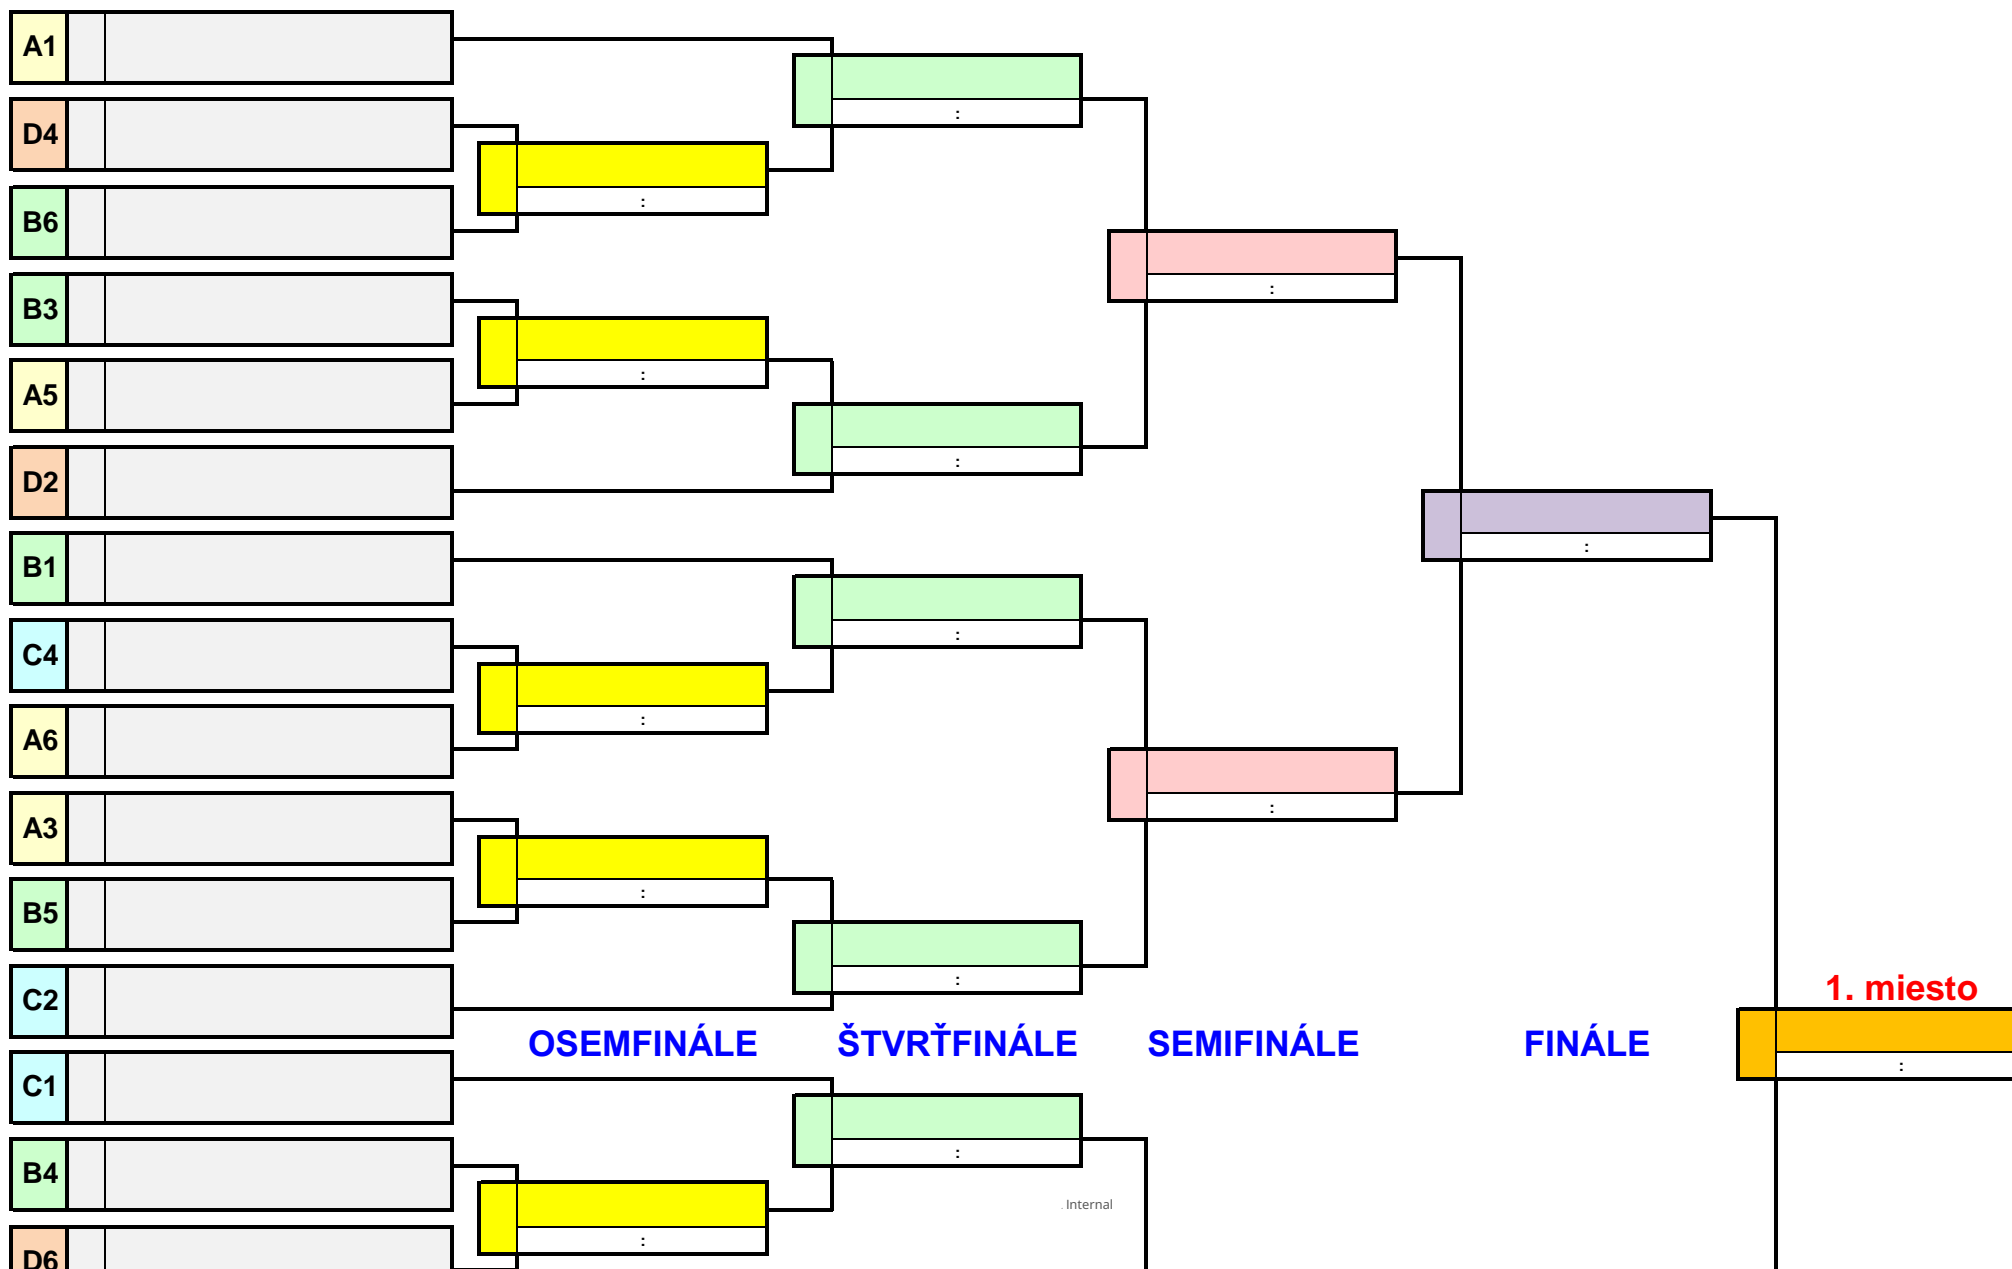 A1
:
D4
:
B6
B3
:
:
A5
:
D2
:
B1
:
C4
:
A6
:
A3
:
B5
:
C2
1. miesto
OSEMFINÁLE ŠTVRŤFINÁLE SEMIFINÁLE FINÁLE
:
C1
:
B4
Internal
:
D6